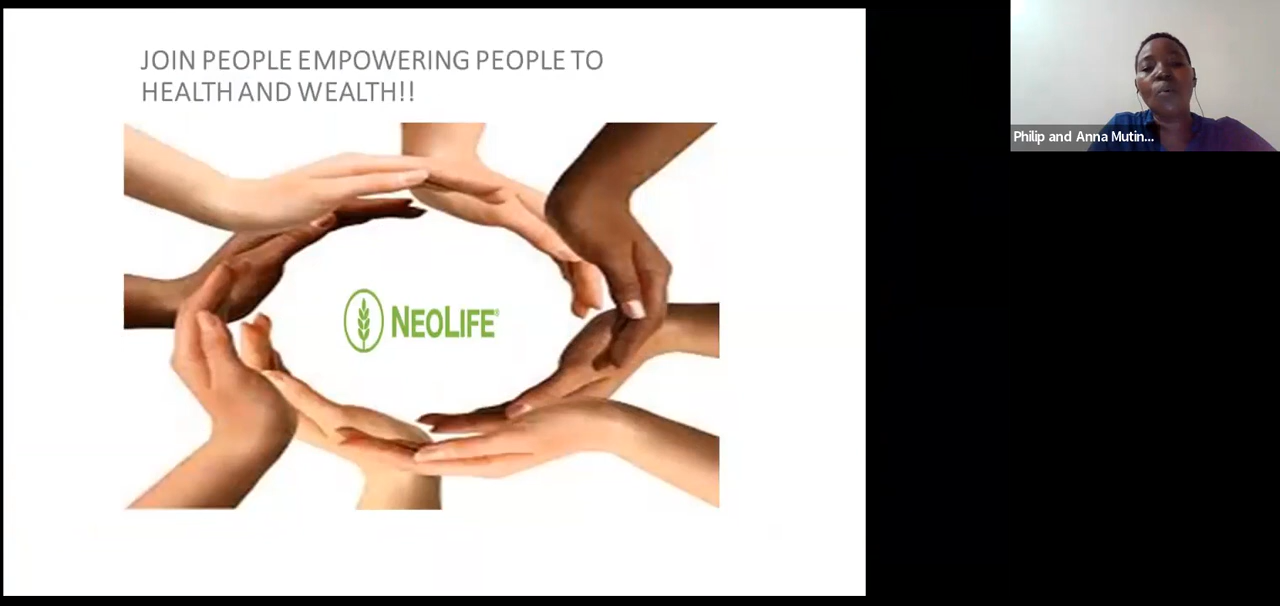 JOIN PEOPLE EMPOWERING PEOPLE TO
HEALTH AND WEALTH!!
NEOLIFE®
Philip and Anna Mutin...